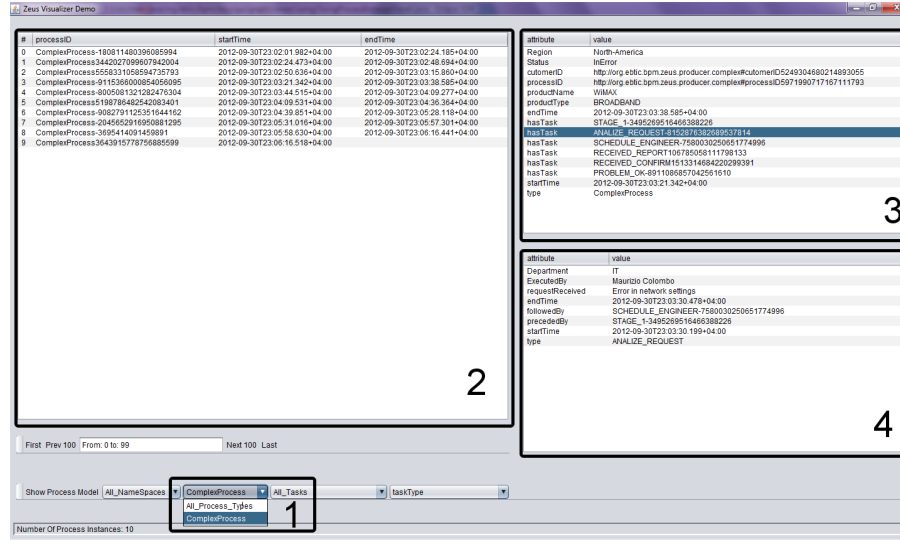 Zeus Visualizer Demo
# processID startTime endTime
0 ComplexProcess-180811480396085994 2012-09-30T23:02:01.982+04:00 2012-09-30T23:02:24.185+04:00
1 ComplexProcess3442027099607942004 2012-09-30T23:02:24.473+04:00 2012-09-30T23:02:48.694+04:00
2 ComplexProcess5558331058594735793 2012-09-30T23:02:50.636+04:00 2012-09-30T23:03:15.860+04:00
3 ComplexProcess-9115366000854056095 2012-09-30T23:03:21.342+04:00 2012-09-30T23:03:38.585+04:00
4 ComplexProcess-8005081321282476304 2012-09-30T23:03:44.515+04:00 2012-09-30T23:04:09.277+04:00
5 ComplexProcess5198786482542083401 2012-09-30T23:04:09.531+04:00 2012-09-30T23:04:36.364+04:00
6 ComplexProcess-9082791125351644162 2012-09-30T23:04:39.851+04:00 2012-09-30T23:05:28.118+04:00
7 ComplexProcess-2045652916950881295 2012-09-30T23:05:31.016+04:00 2012-09-30T23:05:57.301+04:00
8 ComplexProcess-3695414091459891 2012-09-30T23:05:58.630+04:00 2012-09-30T23:06:16.441+04:00
9 ComplexProcess3643915778756885599 2012-09-30T23:06:16.518+04:00
2
First Prev 100 From: 0 to: 99 Next 100 Last
Show Process Model All_NameSpaces ComplexProcess All_Tasks taskType
All_Process_Types
ComplexProcess
1
Number Of Process Instances: 10
attribute value
Region North-America
Status InError
cutomerID http://org.ebtic.bpm.zeus.producer.complex#cutomerID5249304680214893055
processID http://org.ebtic.bpm.zeus.producer.complex#processID5971990717167111793
productName WiMAX
productType BROADBAND
endTime 2012-09-30T23:03:38.585+04:00
hasTask STAGE_1-3495269516466388226
hasTask ANALIZE_REQUEST-8152876382689537814
hasTask SCHEDULE_ENGINEER-7580030250651774996
hasTask RECEIVED_REPORT106785058111798133
hasTask RECEIVED_CONFIRM1513314684220299391
hasTask PROBLEM_OK-8911086857042561610
startTime 2012-09-30T23:03:21.342+04:00
type ComplexProcess
3
attribute value
Department IT
ExecutedBy Maurizio Colombo
requestReceived Error in network settings
endTime 2012-09-30T23:03:30.478+04:00
followedBy SCHEDULE_ENGINEER-7580030250651774996
precededBy STAGE_1-3495269516466388226
startTime 2012-09-30T23:03:30.199+04:00
type ANALIZE_REQUEST
4